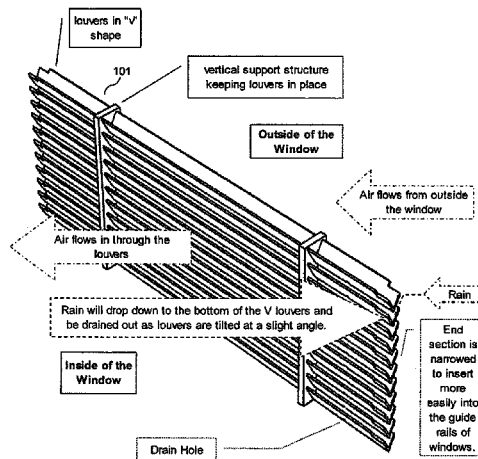 louvers in "V"
shape
101
vertical support structure
keeping louvers in place
Outside of the
Window
Air flows from outside
the window
Air flows in through the
louvers
Rain
Rain will drop down to the bottom of the V louvers and
be drained out as louvers are tilted at a slight angle.
End
section is
narrowed
to insert
more
easily into
the guide
rails of
windows.
Inside of the
Window
Drain Hole